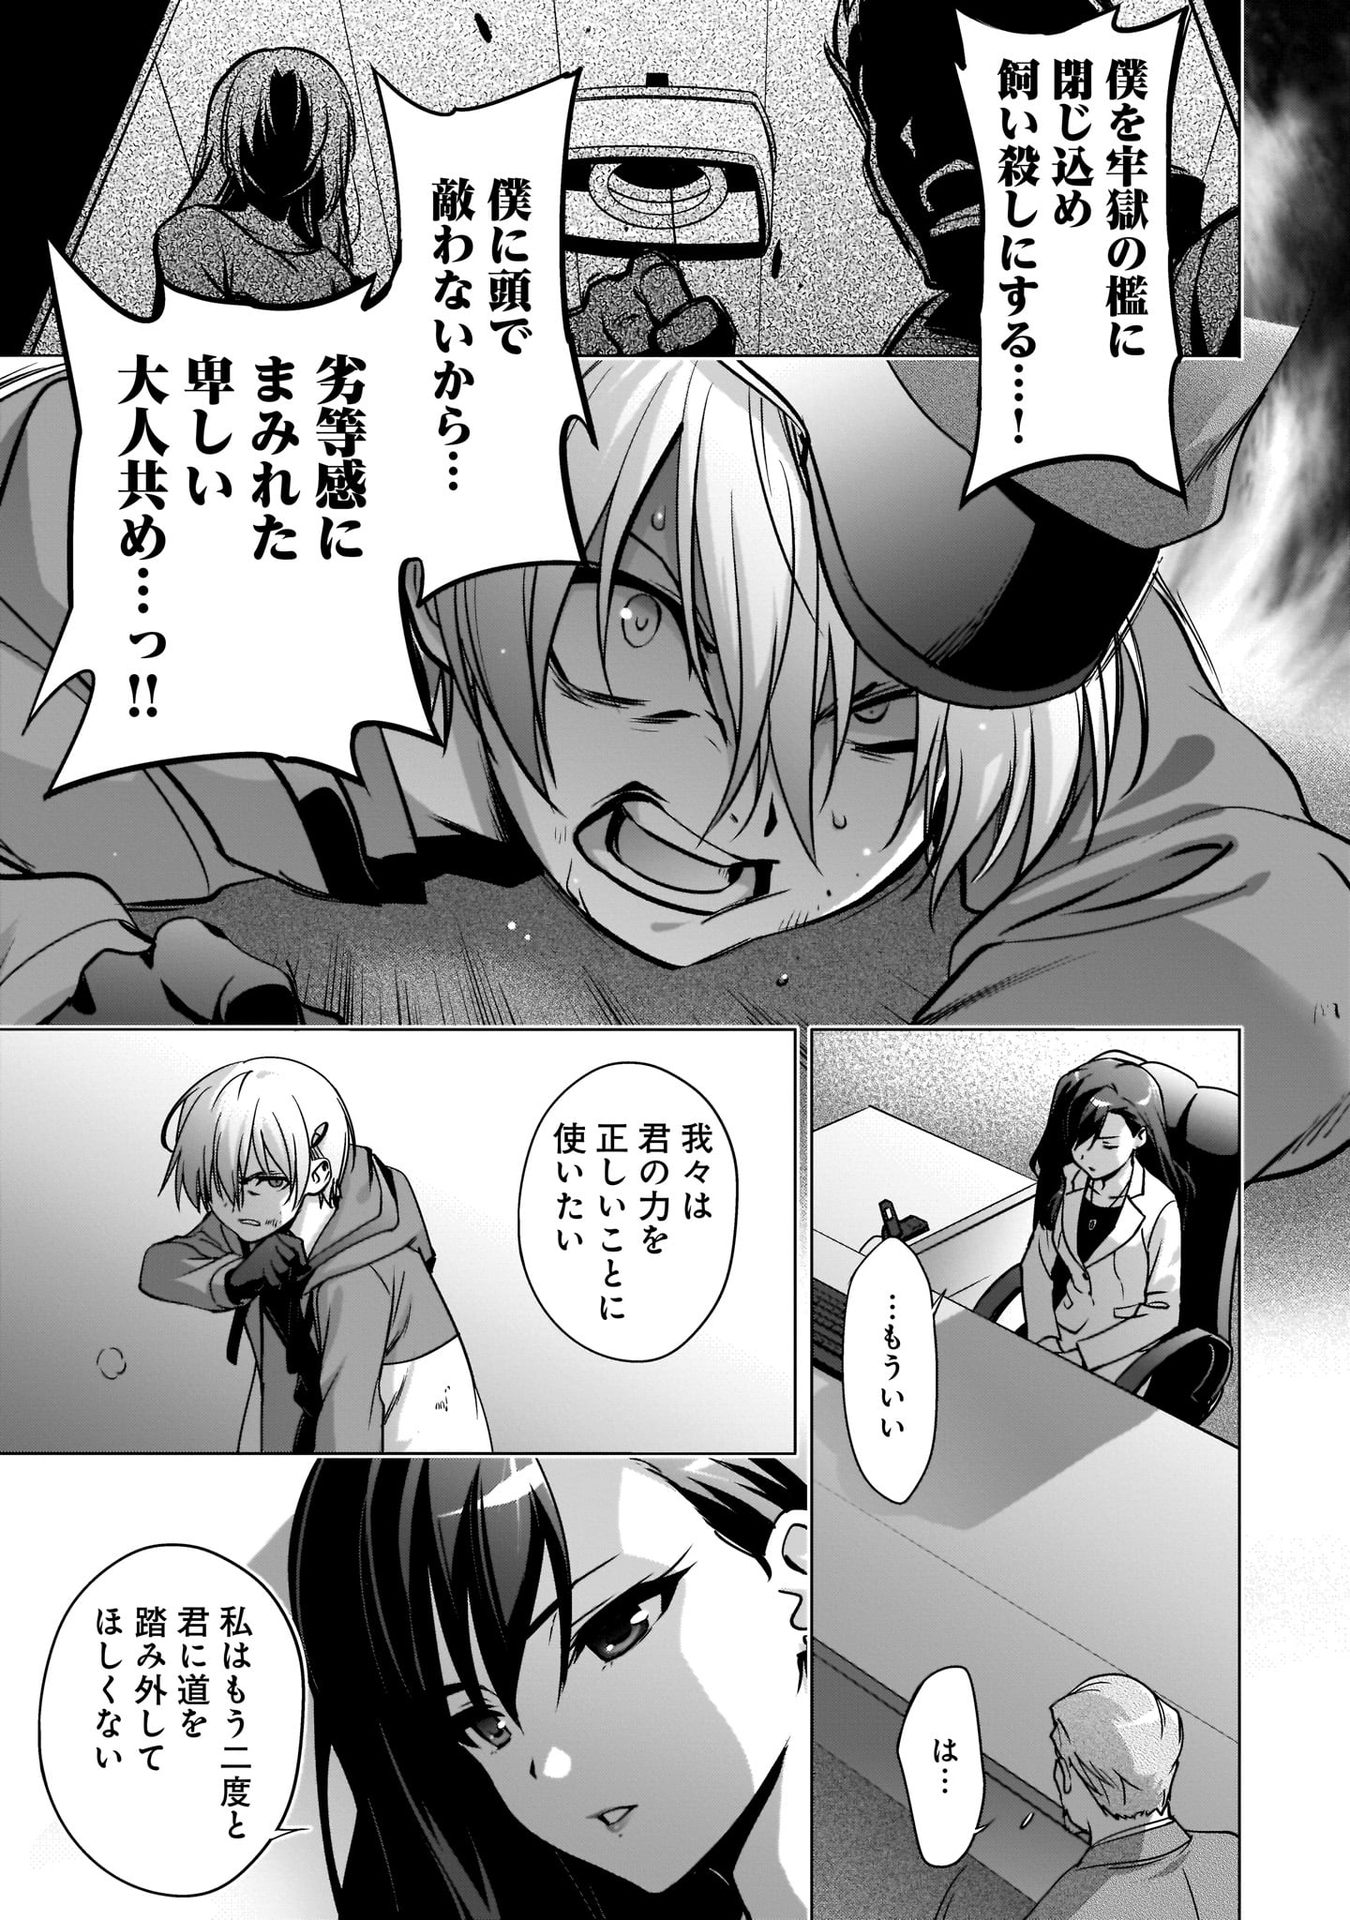 僕を牢獄の檻に
閉じ込め
飼い殺しにする……!
僕に頭で
敵わないから…
劣等感に
まみれた
卑しい
大人共め…っ!!
…もういい
は…
我々は
君の力を
正しいことに
使いたい
私はもう二度と
君に道を
踏み外して
ほしくない